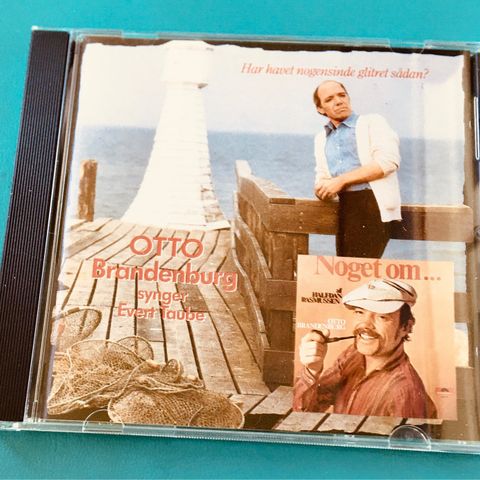 Har havet nogensinde glitret sådan?
OTTO
Brandenburg
synger
Evert Taube
Noget om...
HALFDAN
RASMUSSEN
OTTO
BRANDENBURG